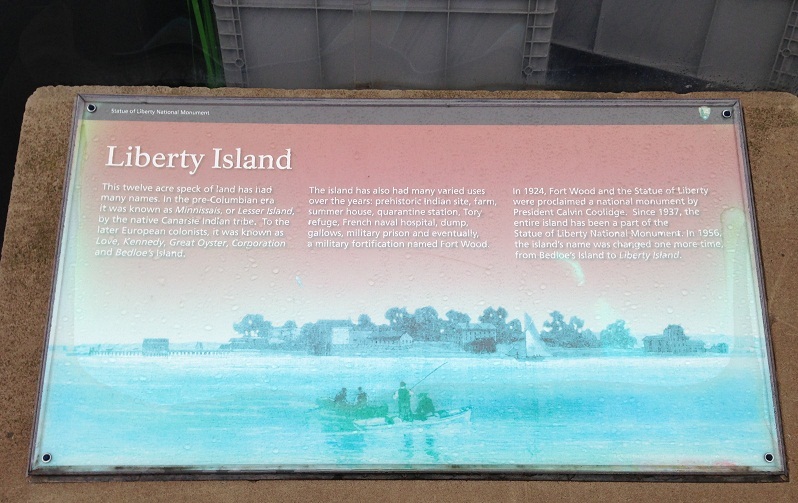 Statue of Liberty National Monument
Liberty Island
This twelve acre speck of land has had
many names. In the pre-Columbian era
it was known as Minnissais, or Lesser Island,
by the native Canarsie Indian tribe. To the
later European colonists, it was known as
Love, Kennedy, Great Oyster, Corporation
and Bedloe's Island.
The island has also had many varied uses
over the years: prehistoric Indian site, farm,
summer house, quarantine station, Tory
refuge, French naval hospital, dump,
gallows, military prison and eventually,
a military fortification named Fort Wood.
In 1924, Fort Wood and the Statue of Liberty
were proclaimed a national monument by
President Calvin Coolidge. Since 1937, the
entire island has been a part of the
Statue of Liberty National Monument. In 1956,
the island's name was changed one more time,
from Bedloe's Island to Liberty Island.